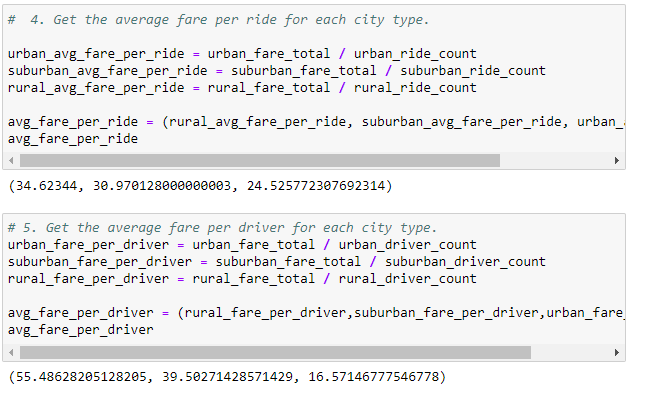 #  4. Get the average fare per ride for each city type.
urban_avg_fare_per_ride = urban_fare_total / urban_ride_count
suburban_avg_fare_per_ride = suburban_fare_total / suburban_ride_count
rural_avg_fare_per_ride = rural_fare_total / rural_ride_count
avg_fare_per_ride = (rural_avg_fare_per_ride, suburban_avg_fare_per_ride, urban_
avg_fare_per_ride
(34.62344, 30.970128000000003, 24.525772307692314)
# 5. Get the average fare per driver for each city type.
urban_fare_per_driver = urban_fare_total / urban_driver_count
suburban_fare_per_driver = suburban_fare_total / suburban_driver_count
rural_fare_per_driver = rural_fare_total / rural_driver_count
avg_fare_per_driver = (rural_fare_per_driver,suburban_fare_per_driver,urban_fare_
avg_fare_per_driver
(55.48628205128205, 39.50271428571429, 16.57146777546778)